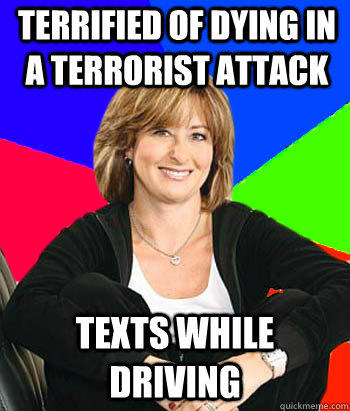 TERRIFIED OF DYING IN
A TERRORIST ATTACK
TEXTS WHILE
DRIVING
quickmeme.com